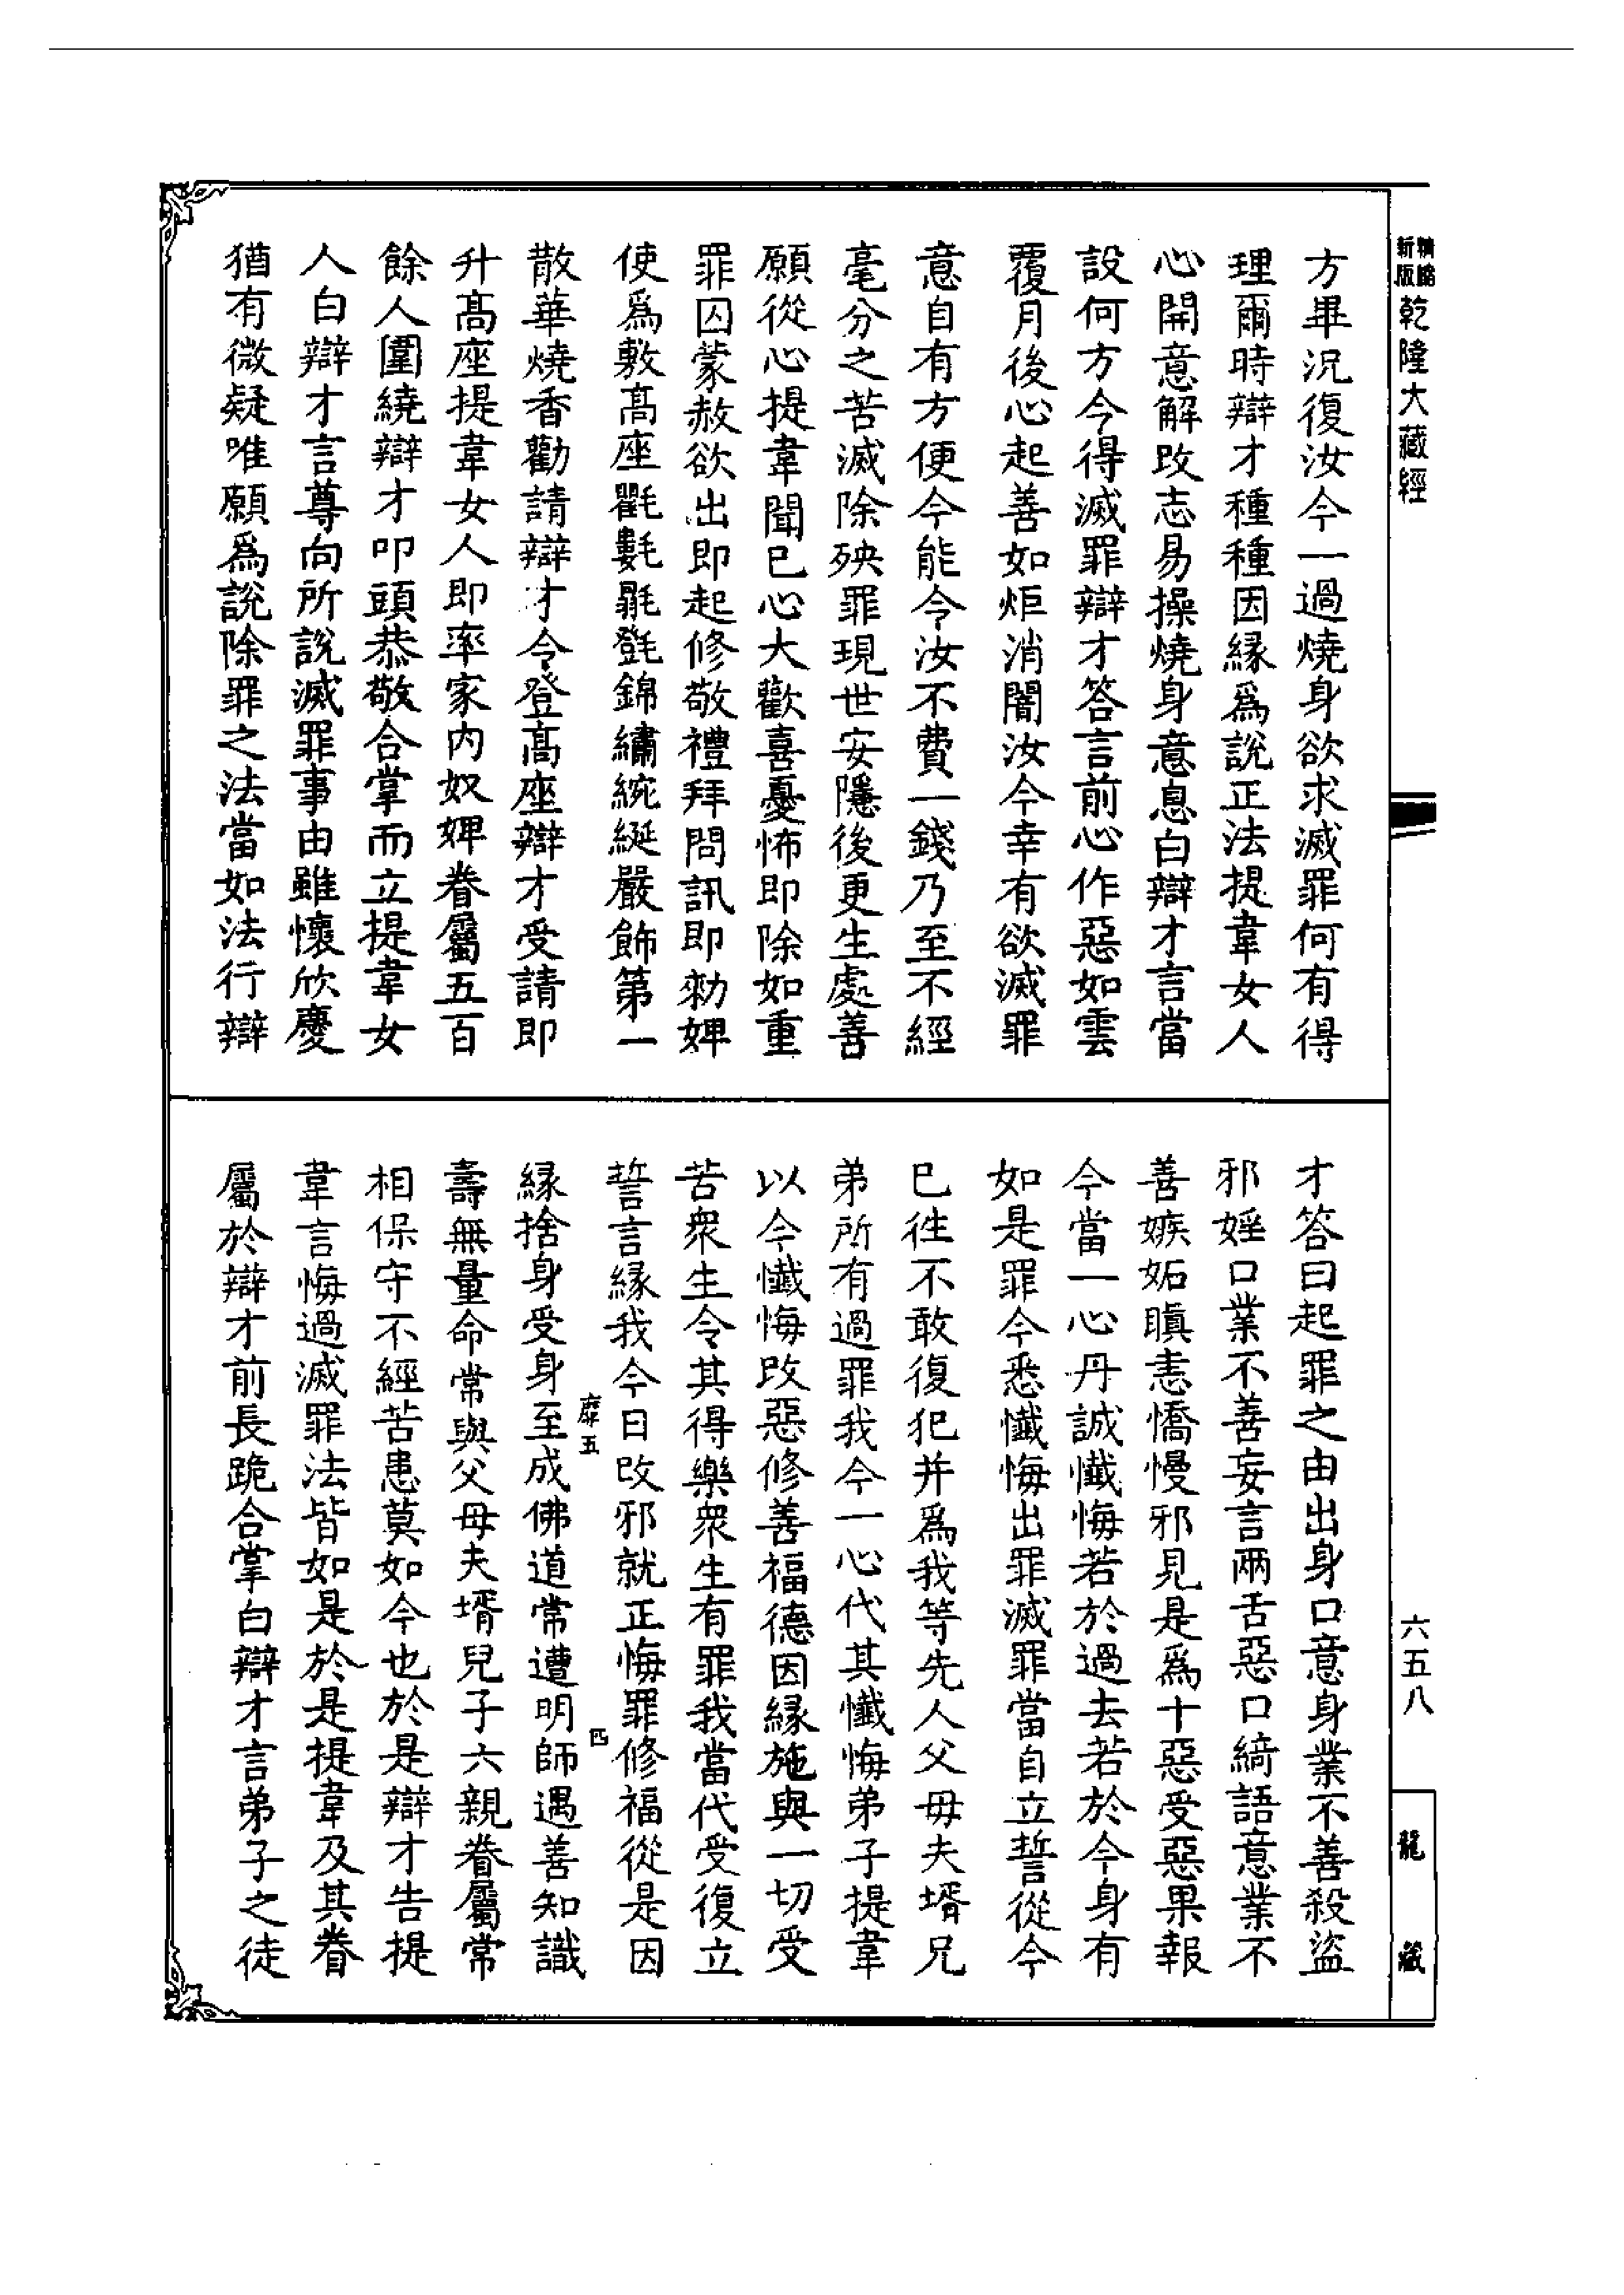 新版
精縮
乾隆大藏經
方畢況復汝今一過燒身欲求滅罪何有得
理爾時辯才種種因縁爲說正法提韋女人
心開意解改志易操燒身意息白辯才言當
設何方今得滅罪辯才答言前心作惡如雲
覆月後心起善如炬消闇汝今幸有欲滅罪
意自有方便今能令汝不費一錢乃至不經
毫分之苦滅除殃罪現世安隱後更生處善
願從心提韋聞已心大歡喜憂怖即除如重
罪囚蒙赦欲出即起修敬禮拜問訊即勑婢
使爲敷髙座氍㲣毾㲪錦繡綩綖嚴飾第一
散華燒香勸請辯才令登髙座辯才受請即
升髙座提韋女人即率家内奴婢眷屬五百
餘人圍繞辯才叩頭恭敬合掌而立提韋女
人白辯才言尊向所說滅罪事由雖懷欣慶
猶有微疑唯願爲說除罪之法當如法行辯
才答曰起罪之由出身口意身業不善殺盜
邪婬口業不善妄言兩舌惡口綺語意業不
善嫉妬瞋恚憍慢邪見是爲十惡受惡果報
今當一心丹誠懺悔若於過去若於今身有
如是罪今悉懺悔出罪滅罪當自立誓從今
已徃不敢復犯并爲我等先人父母夫壻兄
弟所有過罪我今一心代其懺悔弟子提韋
以今懺悔改惡修善福德因縁施與一切受
苦衆生令其得樂衆生有罪我當代受復立
誓言縁我今日改邪就正悔罪修福從是因
靡五
四
縁捨身受身至成佛道常遭明師遇善知識
壽無量命常與父母夫壻兒子六親眷屬常
相保守不經苦患莫如今也於是辯才告提
韋言悔過滅罪法皆如是於是提韋及其眷
屬於辯才前長跪合掌白辯才言弟子之徒
六五八
龍藏